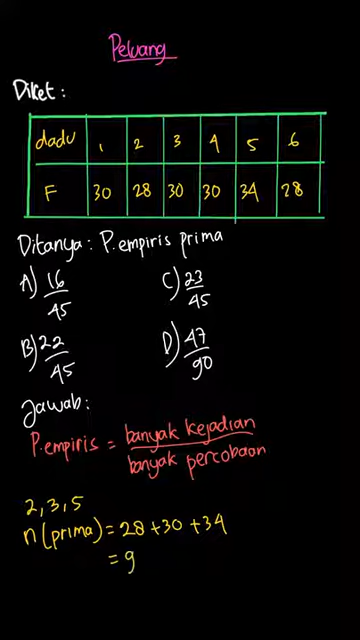 Peluang
Diket:
dadu 1 2 3 4 5 6
F 30 28 30 30 34 28
Ditanya: P.empiris prima
A) 16/45 C) 23/45
B) 22/45 D) 47/90
Jawab:
P.empiris = banyak kejadian / banyak percobaan
2, 3, 5
n(prima) = 28 + 30 + 34
= 9